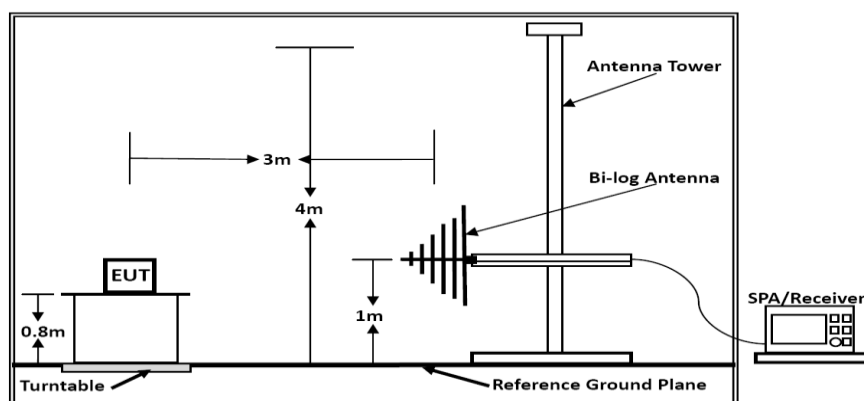 Antenna Tower
3m
Bi-log Antenna
4m
EUT
0.8m
1m
SPA/Receiver
Turntable
Reference Ground Plane